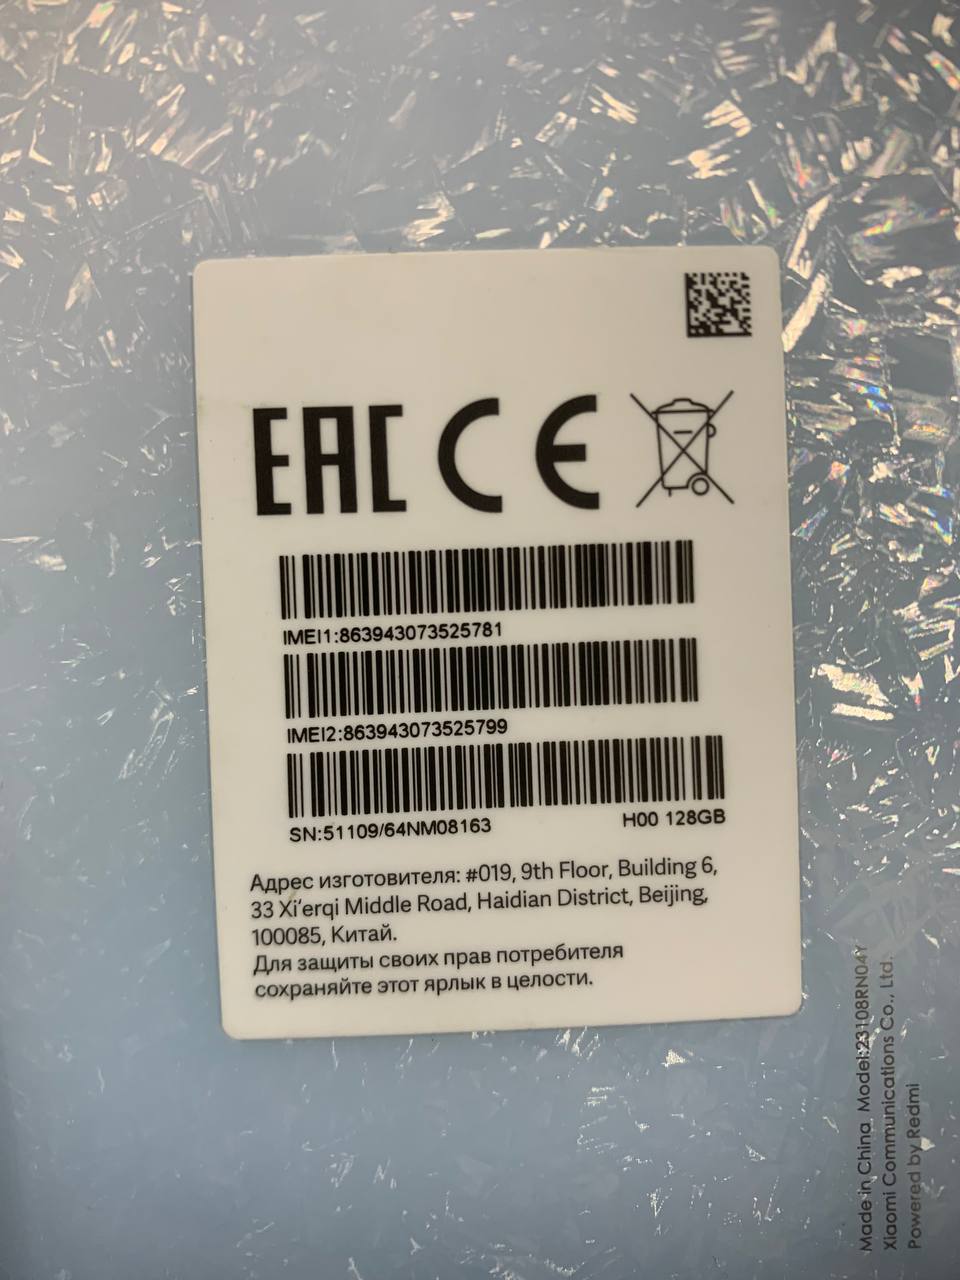 EAC CE
IMEI1:863943073525781
IMEI2:863943073525799
SN:51109/64NM08163 H00 128GB
Адрес изготовителя: #019, 9th Floor, Building 6,
33 Xi'erqi Middle Road, Haidian District, Beijing,
100085, Китай.
Для защиты своих прав потребителя
сохраняйте этот ярлык в целости.
Made in China Model:23108RN04Y
Xiaomi Communications Co., Ltd.
Powered by Redmi